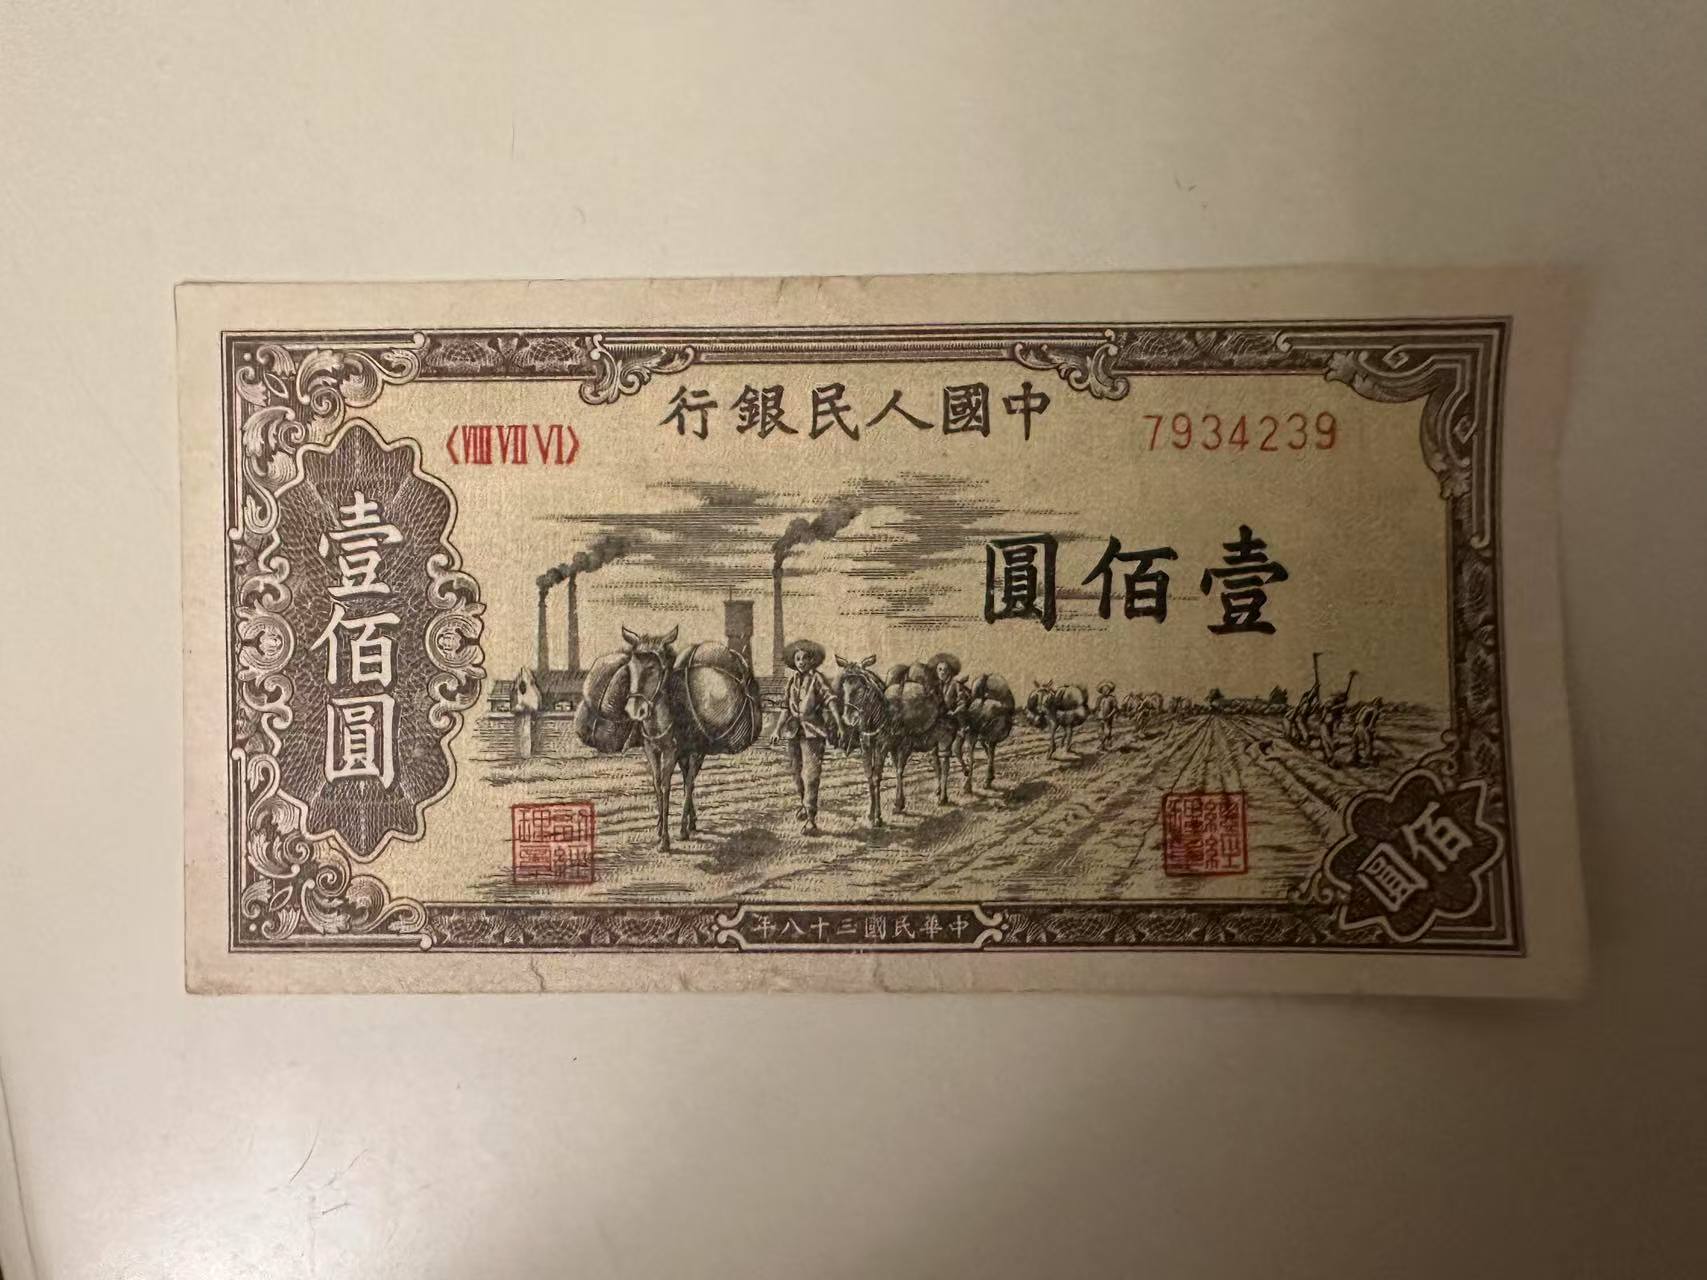 中國人民銀行
〈VIII VII VI〉
7934239
壹佰圓
壹佰圓
佰圓
中華民國三十八年